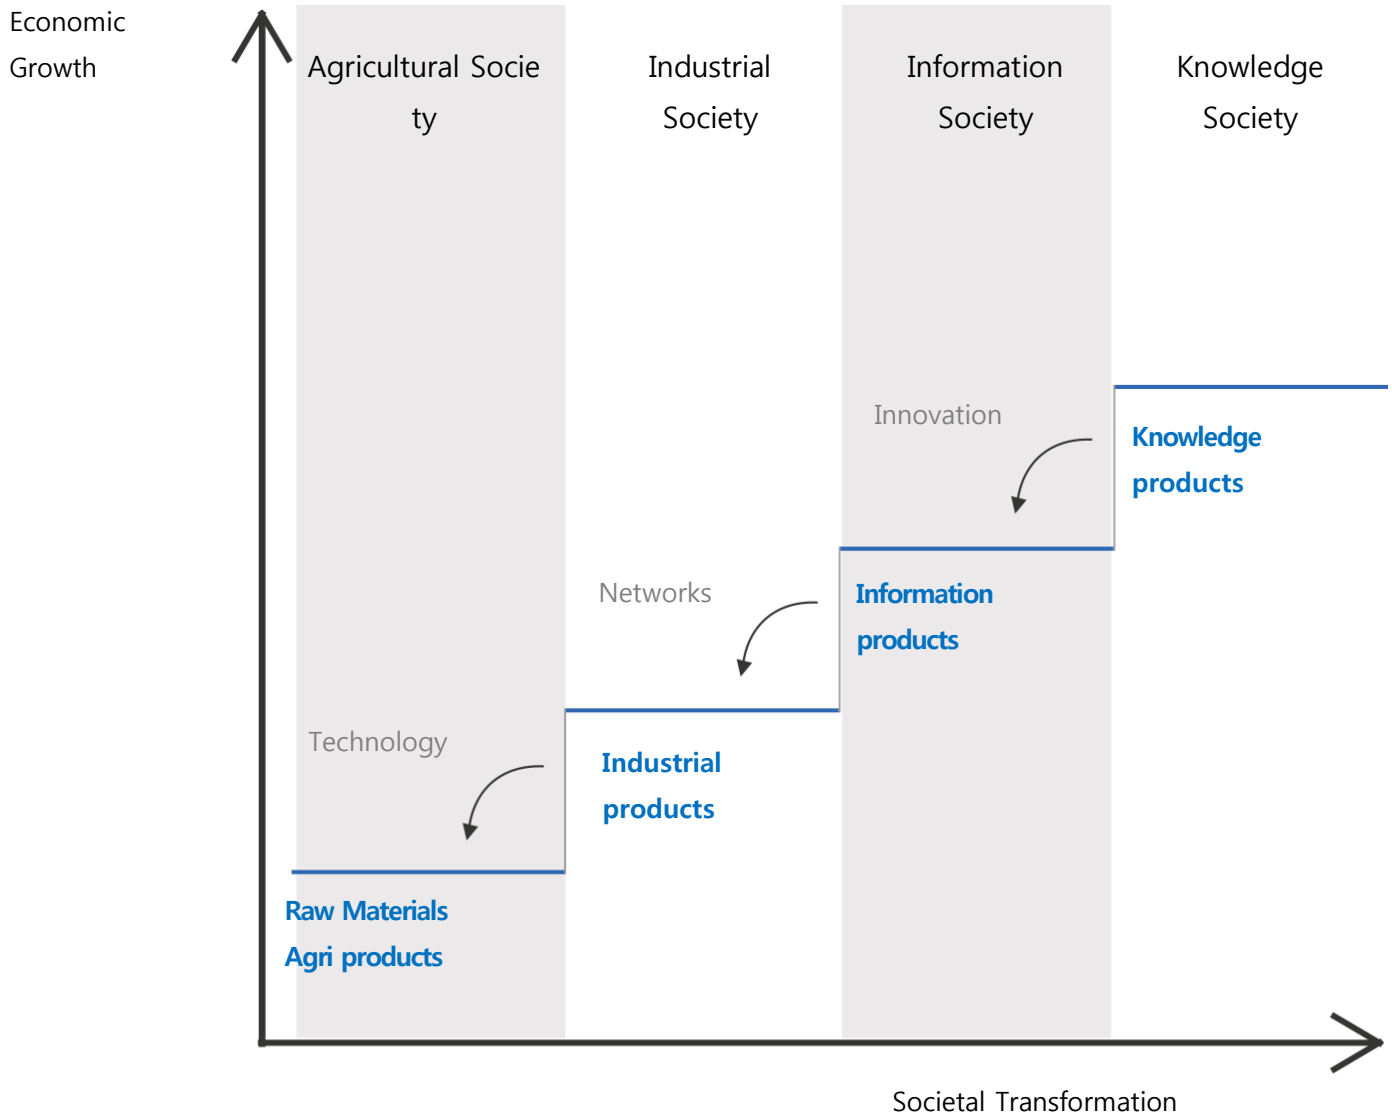 Economic
Growth
Agricultural Socie
ty
Industrial
Society
Information
Society
Knowledge
Society
Innovation
Knowledge
products
Networks
Information
products
Technology
Industrial
products
Raw Materials
Agri products
Societal Transformation